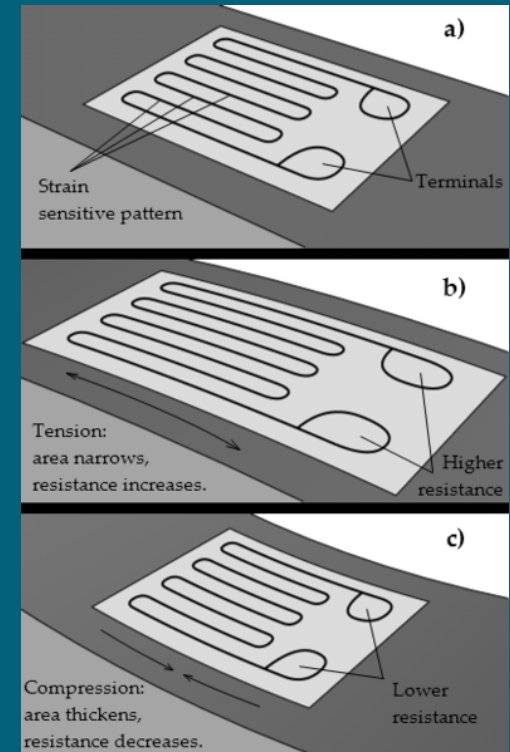 a)
Strain
sensitive pattern
Terminals
b)
Tension:
area narrows,
resistance increases.
Higher
resistance
c)
Compression:
area thickens,
resistance decreases.
Lower
resistance